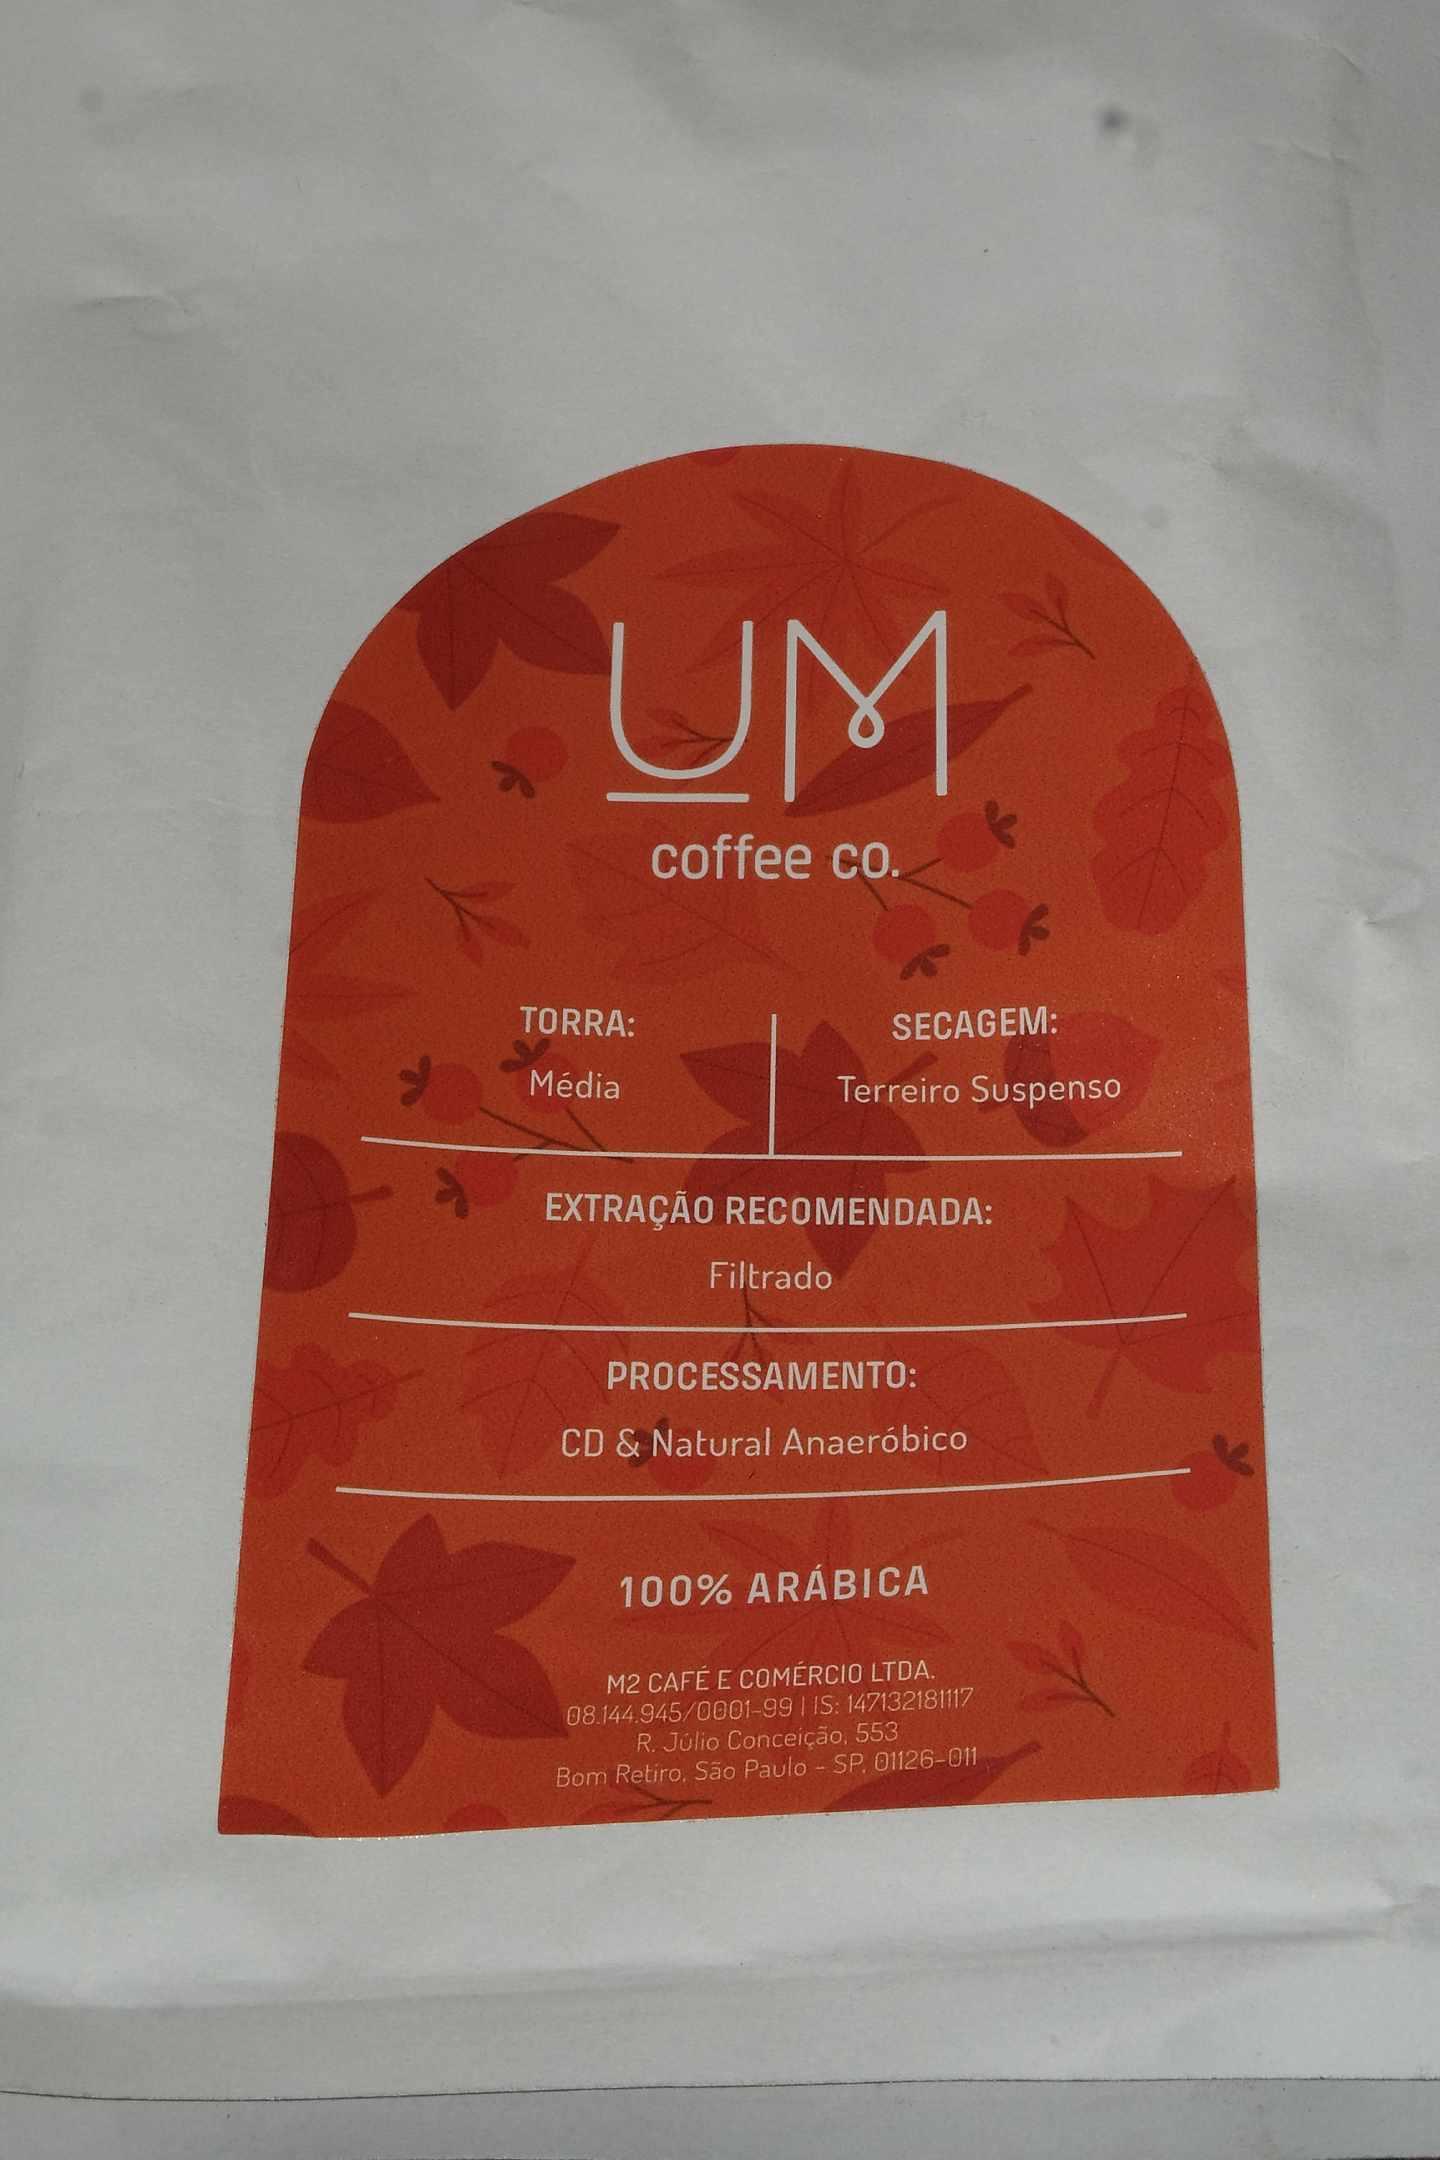 UM
coffee co.
TORRA:
Média
SECAGEM:
Terreiro Suspenso
EXTRAÇÃO RECOMENDADA:
Filtrado
PROCESSAMENTO:
CD & Natural Anaeróbico
100% ARÁBICA
M2 CAFÉ E COMÉRCIO LTDA.
08.144.945/0001-99 | IS: 147132181117
R. Júlio Conceição, 553
Bom Retiro, São Paulo - SP, 01126-011